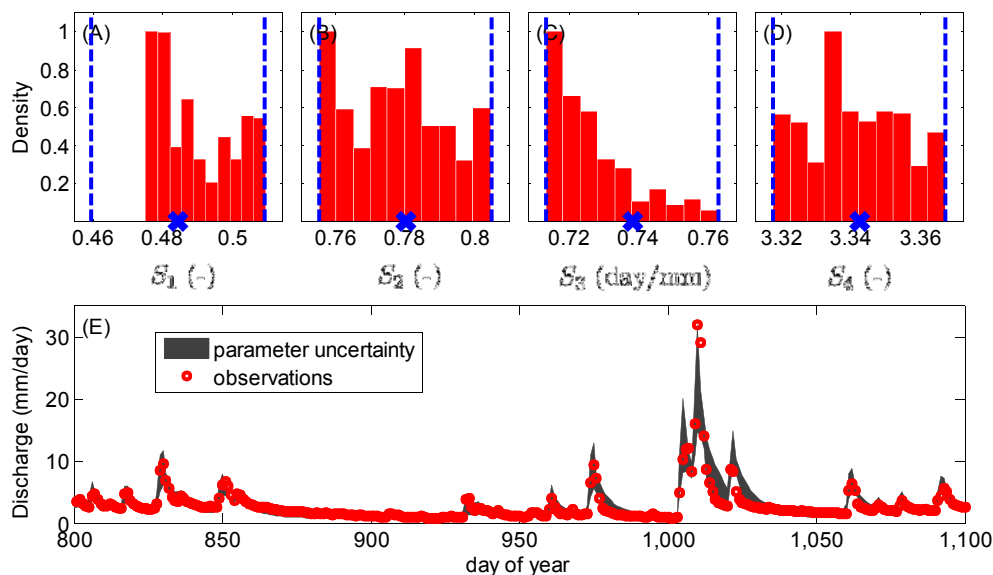 (A) (B) (C) (D)
Density
1
0.8
0.6
0.4
0.2
0.46 0.48 0.5
0.76 0.78 0.8
0.72 0.74 0.76
3.32 3.34 3.36
S₁ (-) S₂ (-) S₃ (day/mm) S₄ (-)
(E)
Discharge (mm/day)
30
20
10
0
parameter uncertainty
observations
800 850 900 950 1,000 1,050 1,100
day of year